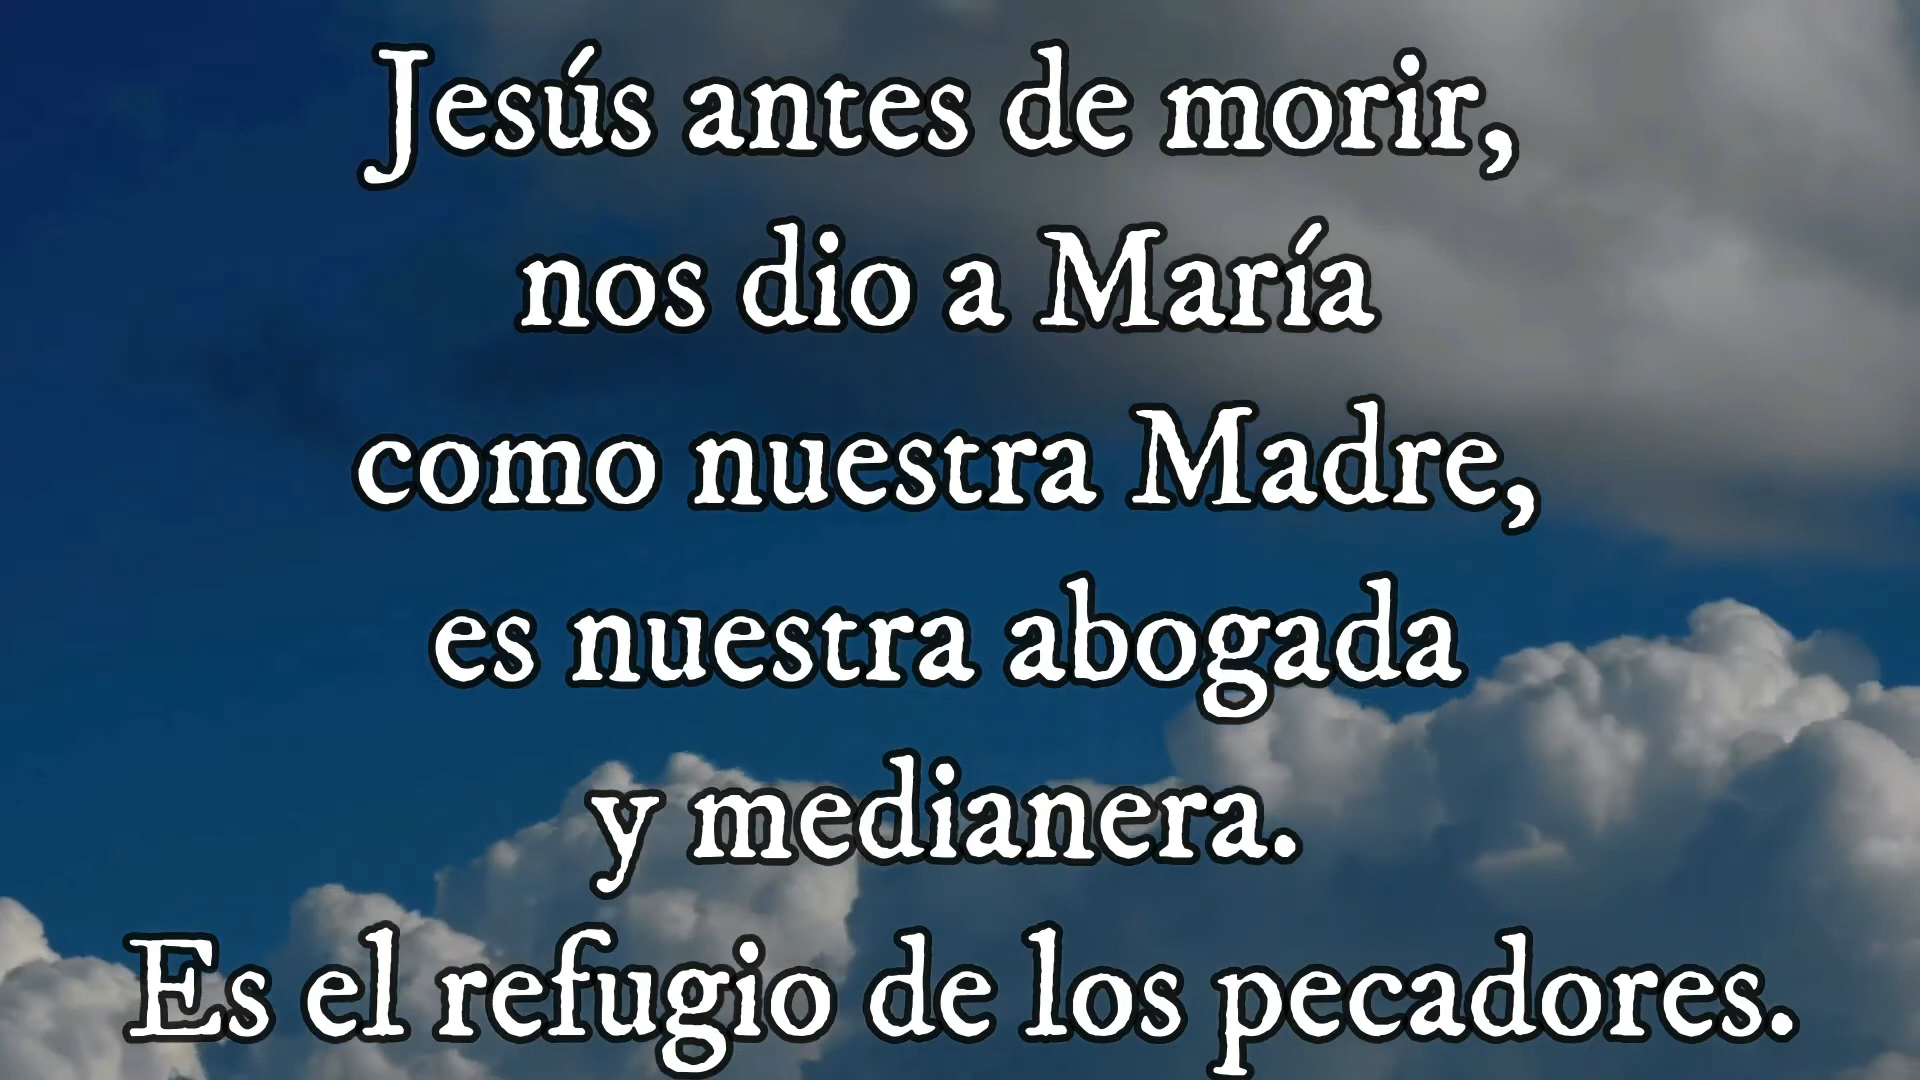 Jesús antes de morir,
nos dio a María
como nuestra Madre,
es nuestra abogada
y medianera.
Es el refugio de los pecadores.